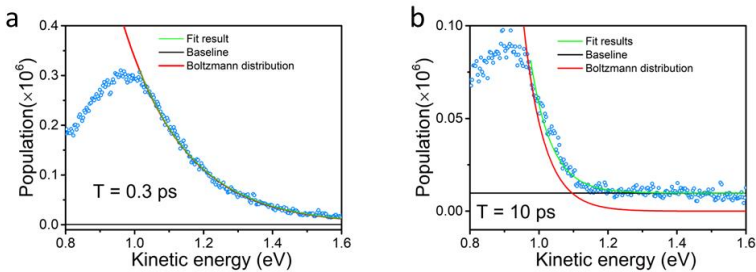 a
Fit result
Baseline
Boltzmann distribution
Population(×10⁶)
0.4
0.3
0.2
0.1
0.0
T = 0.3 ps
0.8 1.0 1.2 1.4 1.6
Kinetic energy (eV)
b
Fit results
Baseline
Boltzmann distribution
Population(×10⁶)
0.10
0.05
0.00
T = 10 ps
0.8 1.0 1.2 1.4 1.6
Kinetic energy (eV)